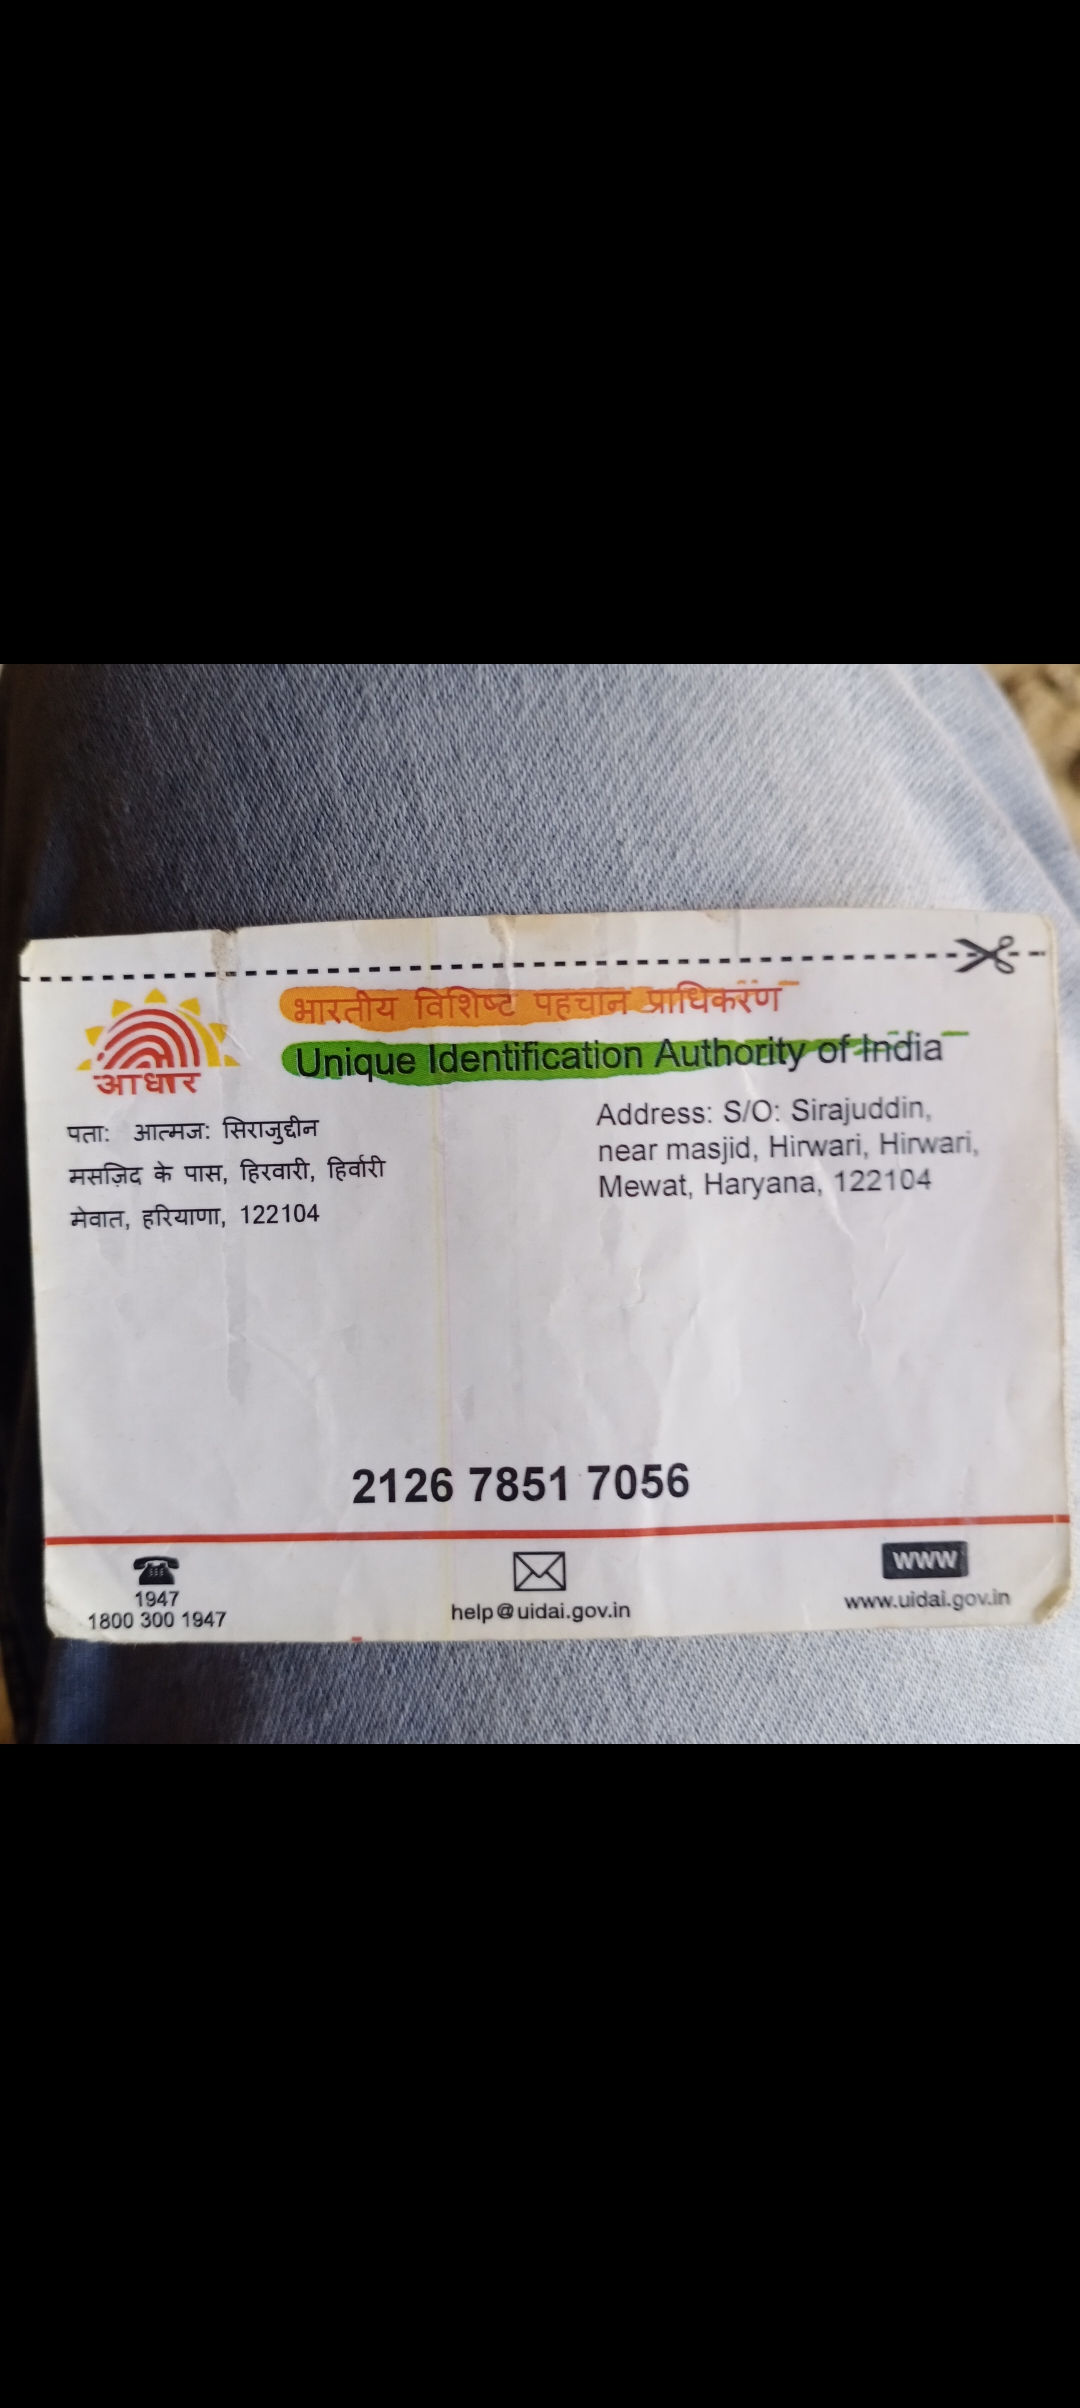 भारतीय विशिष्ट पहचान प्राधिकरण
Unique Identification Authority of India
आधार
पता: आत्मज: सिराजुद्दीन
मसज़िद के पास, हिरवारी, हिर्वारी
मेवात, हरियाणा, 122104
Address: S/O: Sirajuddin,
near masjid, Hirwari, Hirwari,
Mewat, Haryana, 122104
2126 7851 7056
1947
1800 300 1947
help@uidai.gov.in
www
www.uidai.gov.in